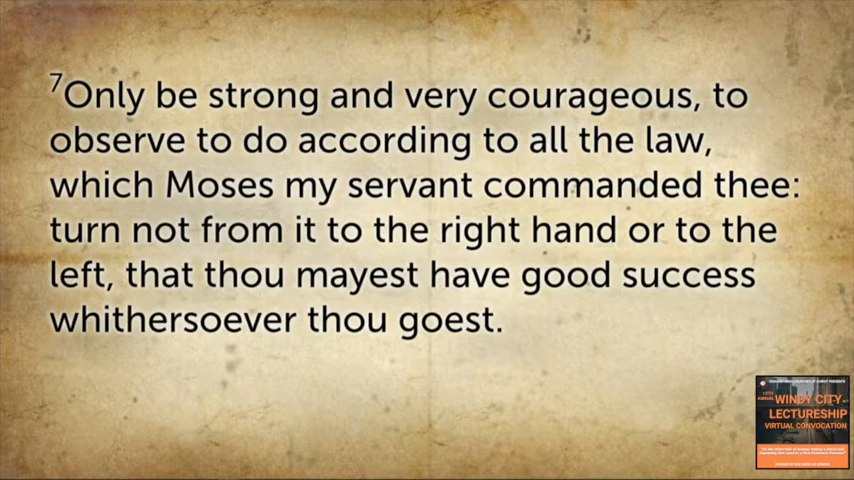 ⁷Only be strong and very courageous, to
observe to do according to all the law,
which Moses my servant commanded thee:
turn not from it to the right hand or to the
left, that thou mayest have good success
whithersoever thou goest.
ANNUAL
WINDY CITY
LECTURESHIP
VIRTUAL CONVOCATION